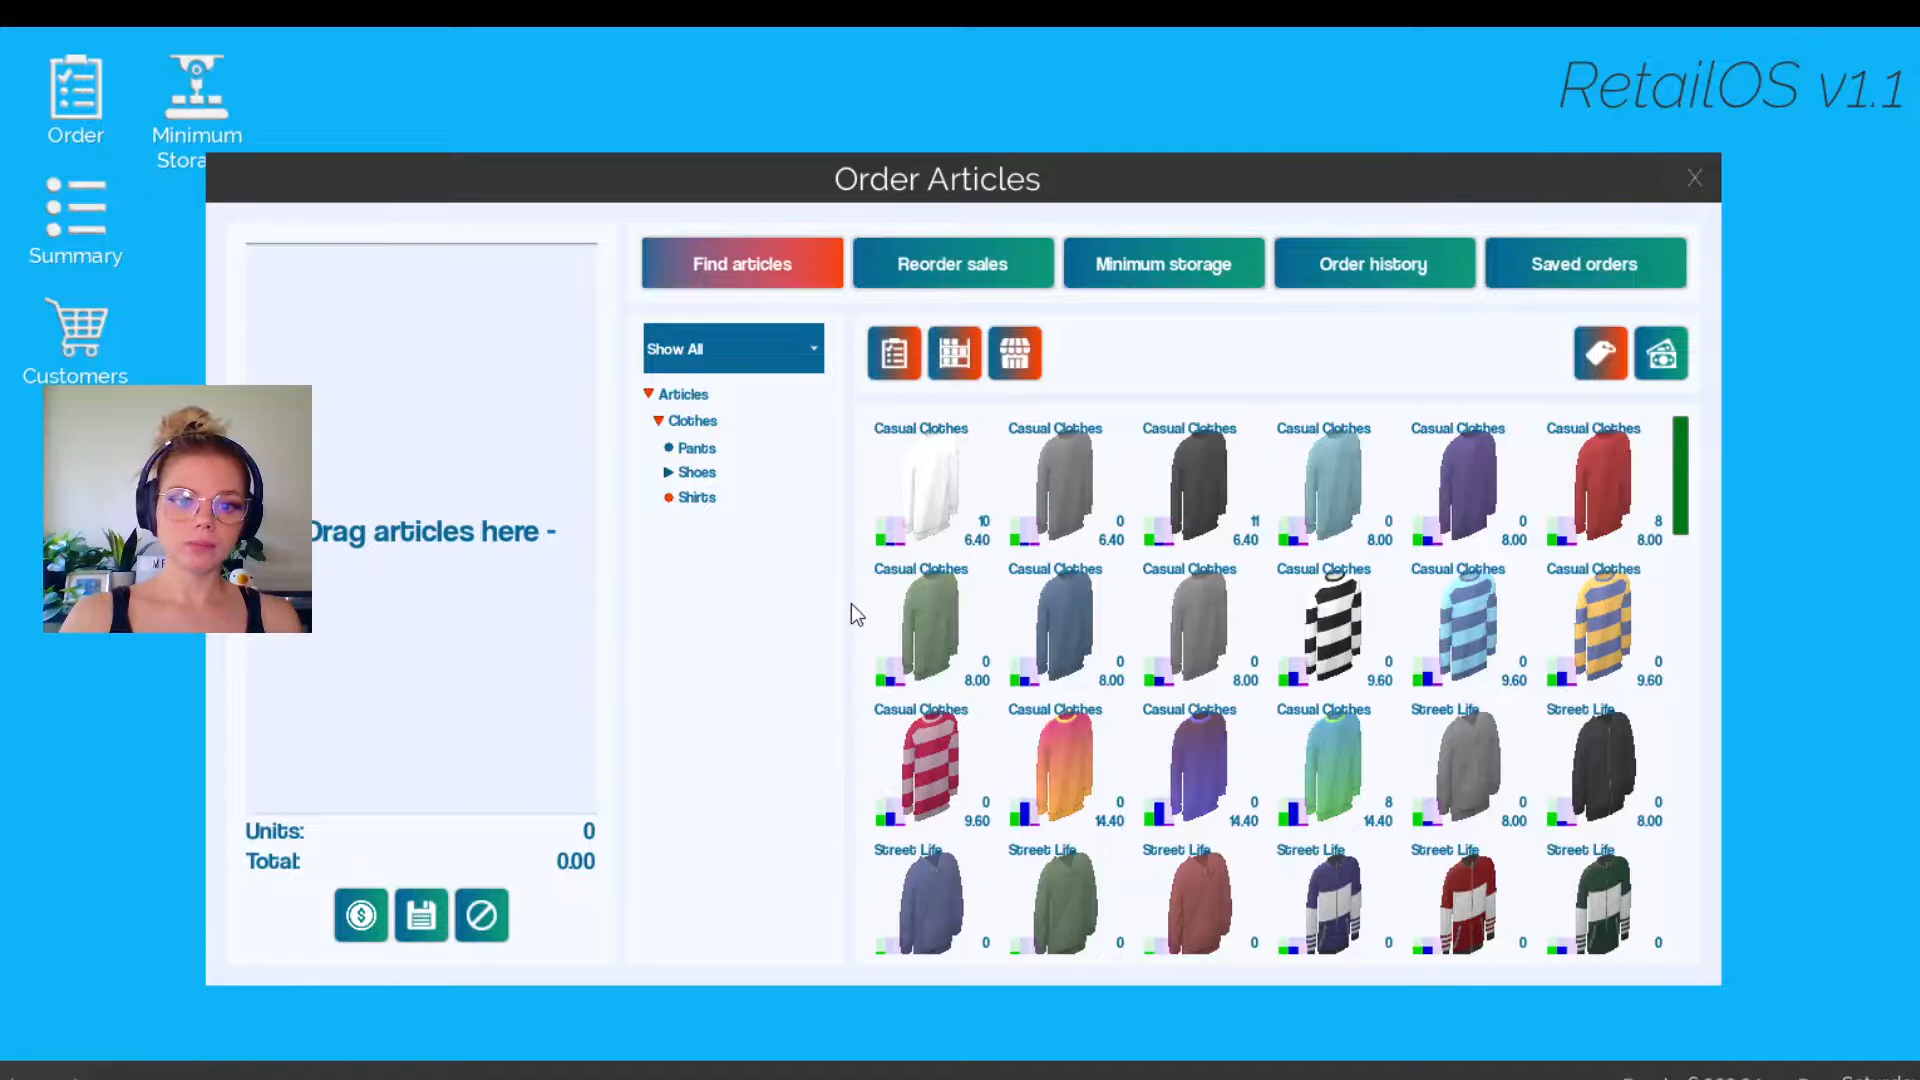 RetailOS v1.1
Order
Minimum
Stora
Summary
Customers
Order Articles
X
Find articles
Reorder sales
Minimum storage
Order history
Saved orders
Show All
Articles
Clothes
Pants
Shoes
Shirts
Drag articles here -
Units: 0
Total: 0.00
Casual Clothes Casual Clothes Casual Clothes Casual Clothes Casual Clothes Casual Clothes
10 0 11 0 0 8
6.40 6.40 6.40 8.00 8.00 8.00
Casual Clothes Casual Clothes Casual Clothes Casual Clothes Casual Clothes Casual Clothes
0 0 0 0 0 0
8.00 8.00 8.00 9.60 9.60 9.60
Casual Clothes Casual Clothes Casual Clothes Casual Clothes Street Life Street Life
0 0 0 8 0 0
9.60 14.40 14.40 14.40 8.00 8.00
Street Life Street Life Street Life Street Life Street Life Street Life
0 0 0 0 0 0